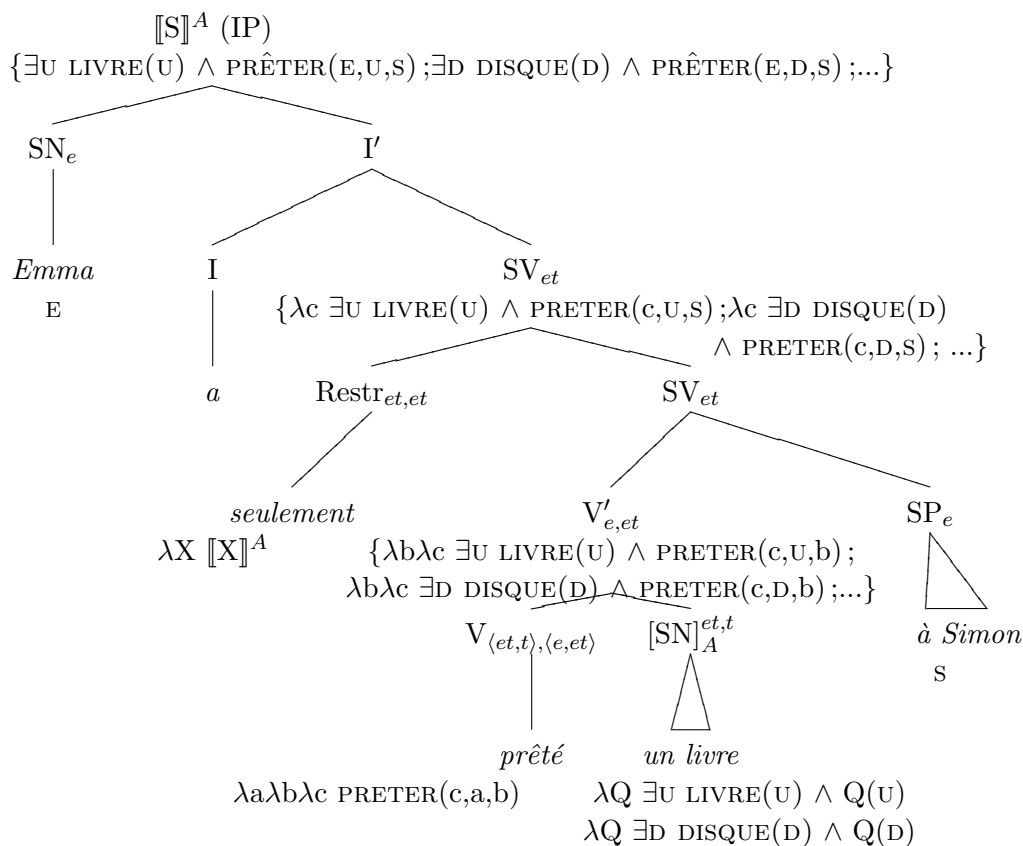 ⟦S⟧^A (IP)
{∃U LIVRE(U) ∧ PRÊTER(E,U,S) ;∃D DISQUE(D) ∧ PRÊTER(E,D,S) ;...}
SN_e I′
Emma I SV_et
E {λc ∃U LIVRE(U) ∧ PRETER(c,U,S) ;λc ∃D DISQUE(D)
∧ PRETER(c,D,S) ; ...}
a Restr_et,et SV_et
seulement V′_e,et SP_e
λX ⟦X⟧^A {λbλc ∃U LIVRE(U) ∧ PRETER(c,U,b) ;
λbλc ∃D DISQUE(D) ∧ PRETER(c,D,b) ;...}
V_⟨et,t⟩,⟨e,et⟩ [SN]_A^et,t à Simon
S
prêté un livre
λaλbλc PRETER(c,a,b) λQ ∃U LIVRE(U) ∧ Q(U)
λQ ∃D DISQUE(D) ∧ Q(D)